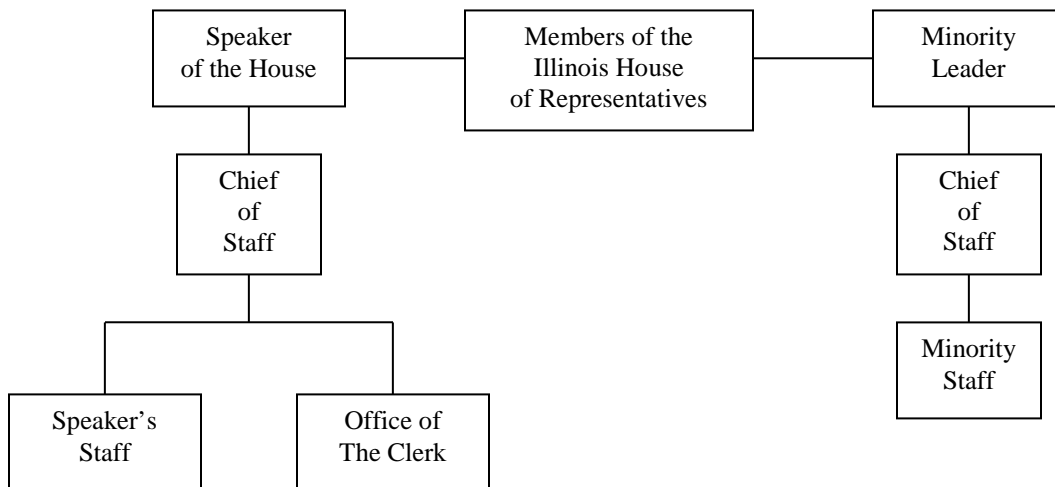 Speaker
of the House
Members of the
Illinois House
of Representatives
Minority
Leader
Chief
of
Staff
Chief
of
Staff
Minority
Staff
Speaker’s
Staff
Office of
The Clerk